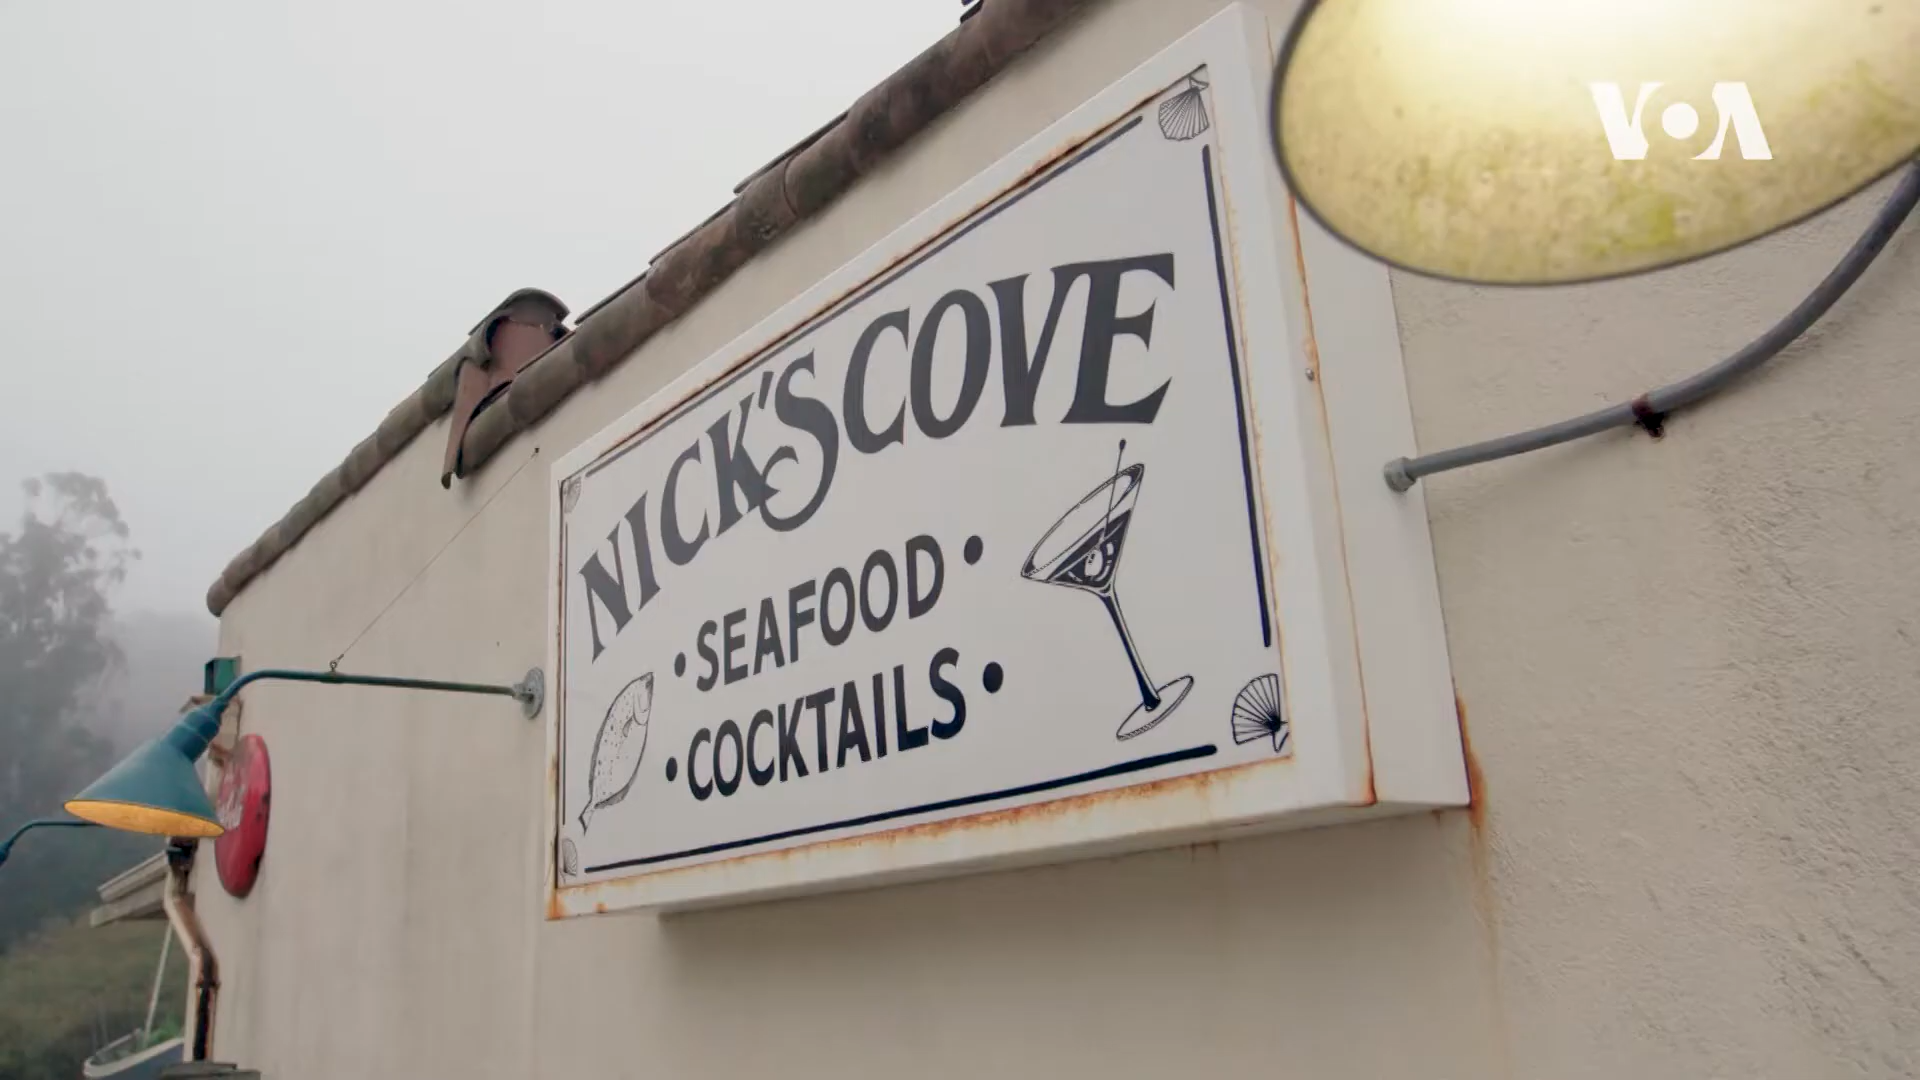 VOA
NICK'S COVE
• SEAFOOD •
• COCKTAILS •